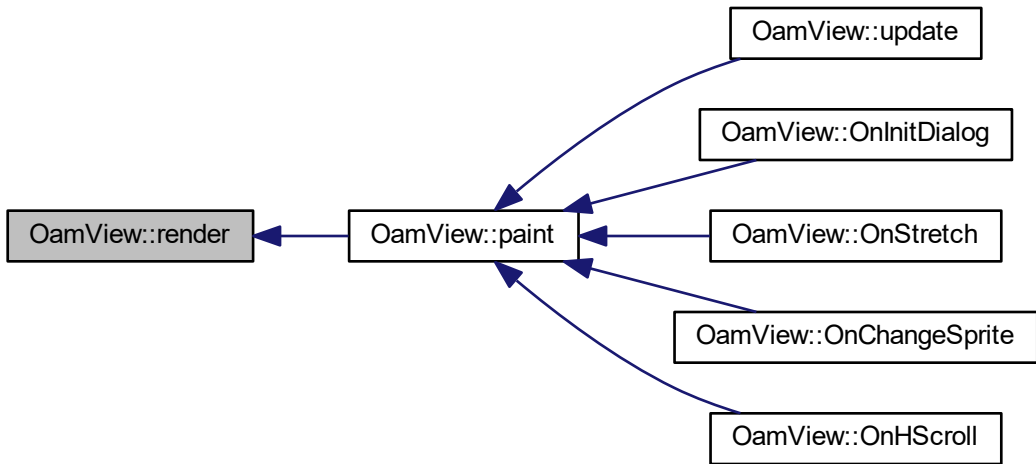 OamView::update
OamView::OnInitDialog
OamView::render
OamView::paint
OamView::OnStretch
OamView::OnChangeSprite
OamView::OnHScroll